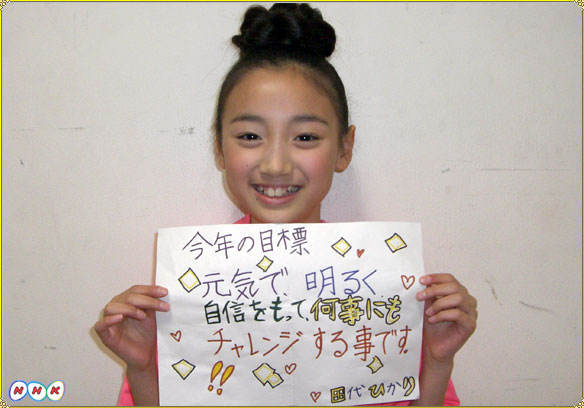 今年の目標
元気で、明るく、
自信をもって、何事にも
チャレンジする事です。
!!
田代ひかり
NHK